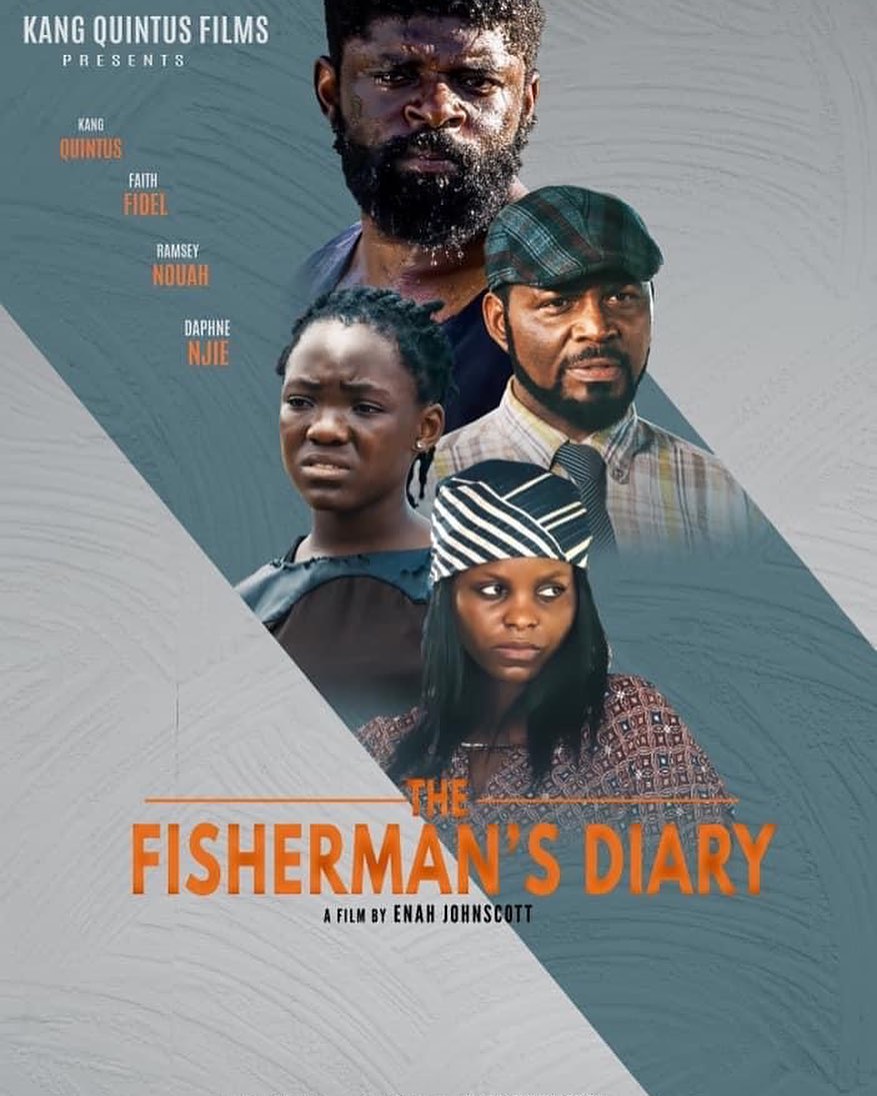 KANG QUINTUS FILMS
PRESENTS
KANG
QUINTUS
FAITH
FIDEL
RAMSEY
NOUAH
DAPHNE
NJIE
THE
FISHERMAN'S DIARY
A FILM BY ENAH JOHNSCOTT